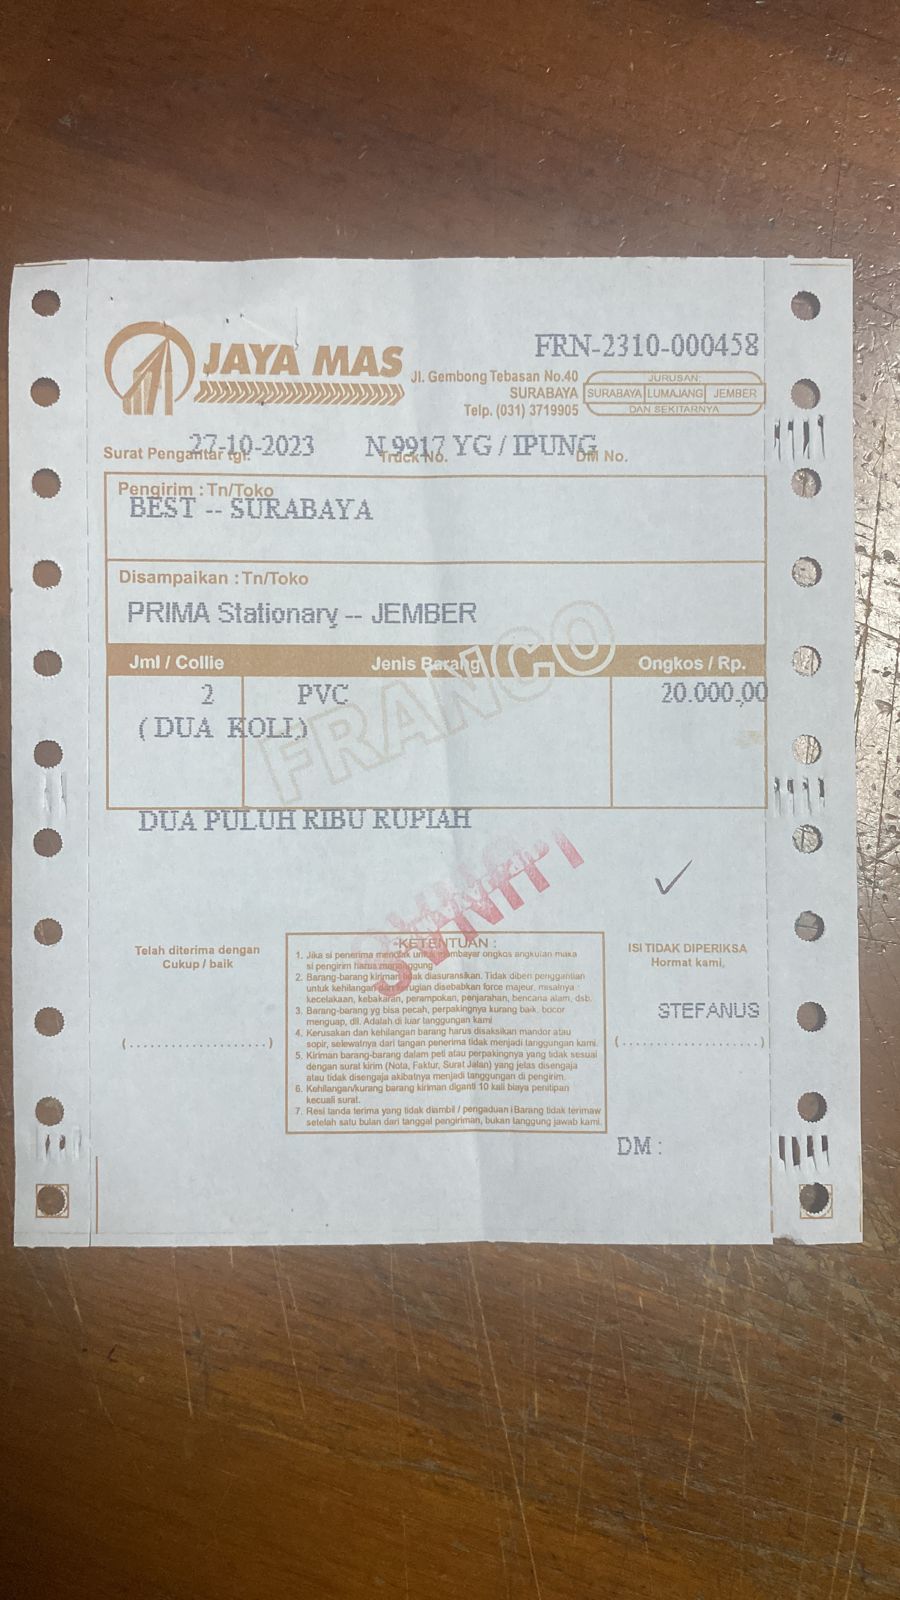 FRN-2310-000458
JAYA MAS
Jl. Gembong Tebasan No.40
SURABAYA
Telp. (031) 3719905
JURUSAN:
SURABAYA LUMAJANG JEMBER
DAN SEKITARNYA
Surat Pengantar tgl. 27-10-2023 Truck No. N 9917 YG / IPUNG DM No.
Pengirim : Tn/Toko
BEST -- SURABAYA
Disampaikan : Tn/Toko
PRIMA Stationary -- JEMBER
Jml / Collie Jenis Barang Ongkos / Rp.
2 PVC 20.000,00
( DUA KOLI )
FRANCO
DUA PULUH RIBU RUPIAH
Telah diterima dengan
Cukup / baik
(....................)
KETENTUAN :
1. Jika si penerima menolak untuk membayar ongkos angkutan maka
si pengirim harus menanggung
2. Barang-barang kiriman tidak diasuransikan. Tidak diberi penggantian
untuk kehilangan dan kerugian disebabkan force majeur, misalnya :
kecelakaan, kebakaran, perampokan, penjarahan, bencana alam, dsb.
3. Barang-barang yg bisa pecah, perpakingnya kurang baik, bocor
menguap, dll. Adalah di luar tanggungan kami
4. Kerusakan dan kehilangan barang harus disaksikan mandor atau
sopir, selewatnya dari tangan penerima tidak menjadi tanggungan kami.
5. Kiriman barang-barang dalam peti atau perpakingnya yang tidak sesuai
dengan surat kirim (Nota, Faktur, Surat Jalan) yang jelas disengaja
atau tidak disengaja akibatnya menjadi tanggungan di pengirim.
6. Kehilangan/kurang barang kiriman diganti 10 kali biaya penitipan
kecuali surat.
7. Resi tanda terima yang tidak diambil / pengaduan iBarang tidak terimaw
setelah satu bulan dari tanggal pengiriman, bukan langgung jawab kami.
ISI TIDAK DIPERIKSA
Hormat kami,
STEFANUS
(....................)
DM :